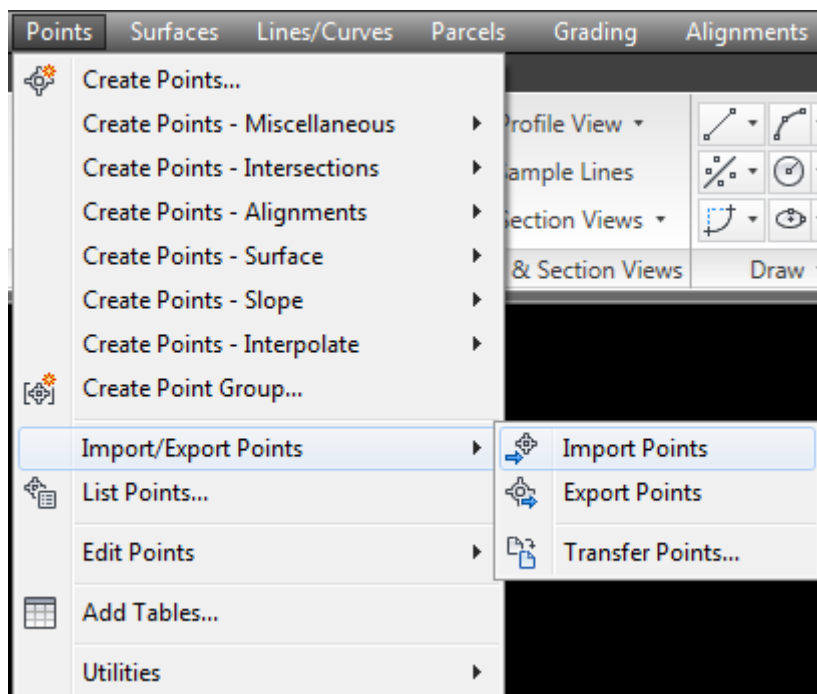 Points Surfaces Lines/Curves Parcels Grading Alignments
Create Points...
Create Points - Miscellaneous
Profile View
Create Points - Intersections
ample Lines
Create Points - Alignments
Section Views
Create Points - Surface
& Section Views Draw
Create Points - Slope
Create Points - Interpolate
Create Point Group...
Import/Export Points
Import Points
List Points...
Export Points
Edit Points
Transfer Points...
Add Tables...
Utilities